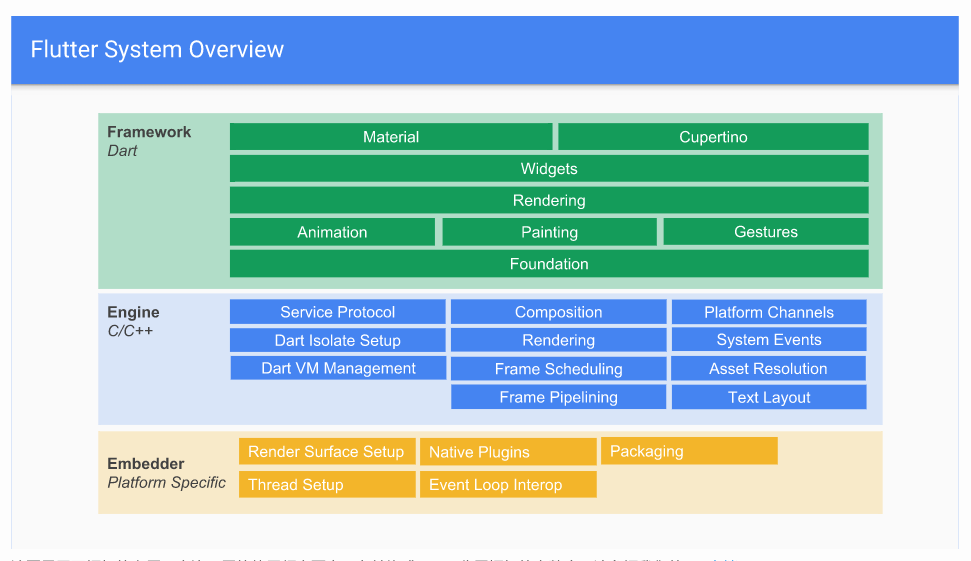 Flutter System Overview
Framework
Dart
Material
Cupertino
Widgets
Rendering
Animation
Painting
Gestures
Foundation
Engine
C/C++
Service Protocol
Composition
Platform Channels
Dart Isolate Setup
Rendering
System Events
Dart VM Management
Frame Scheduling
Asset Resolution
Frame Pipelining
Text Layout
Embedder
Platform Specific
Render Surface Setup
Native Plugins
Packaging
Thread Setup
Event Loop Interop